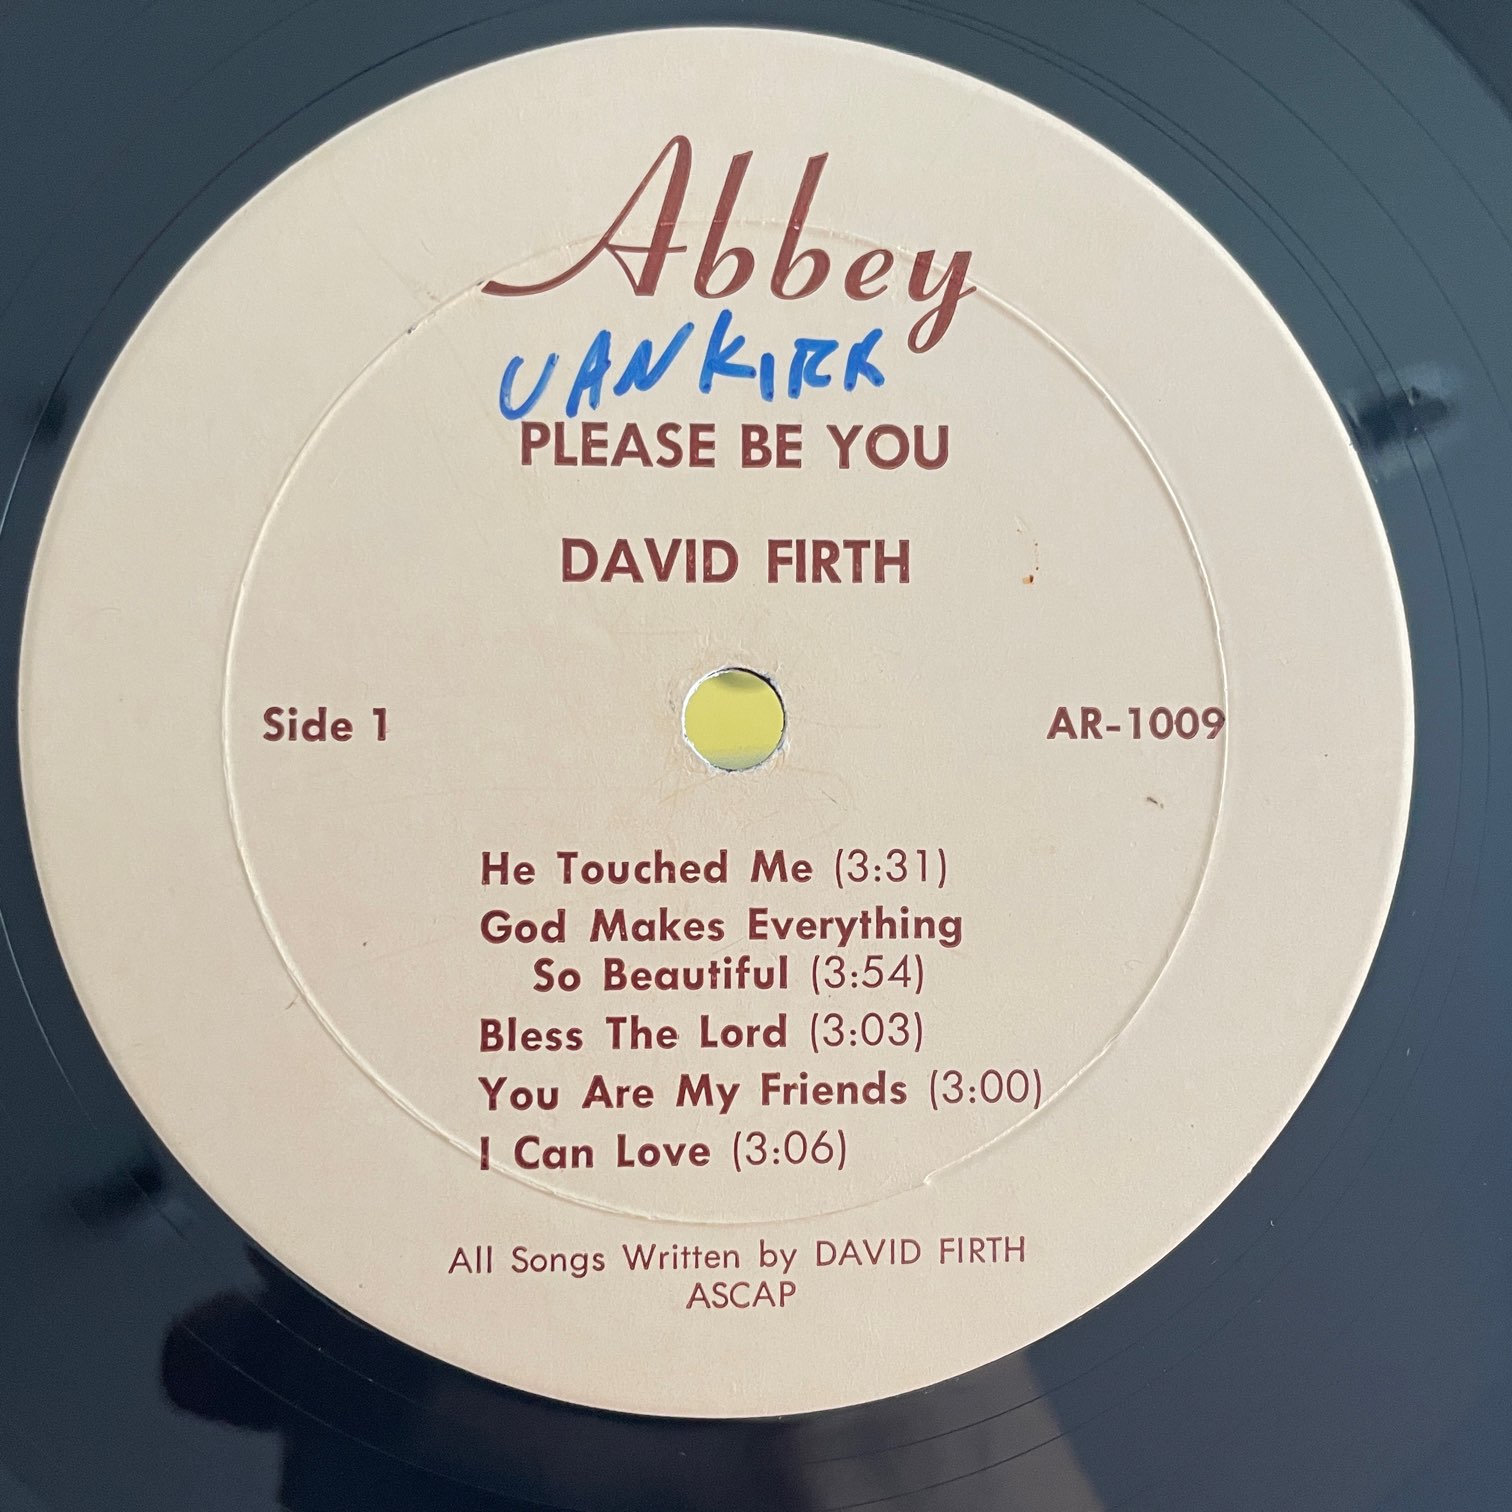 Abbey
VANKIRK
PLEASE BE YOU
DAVID FIRTH
Side 1
AR-1009
He Touched Me (3:31)
God Makes Everything
So Beautiful (3:54)
Bless The Lord (3:03)
You Are My Friends (3:00)
I Can Love (3:06)
All Songs Written by DAVID FIRTH
ASCAP